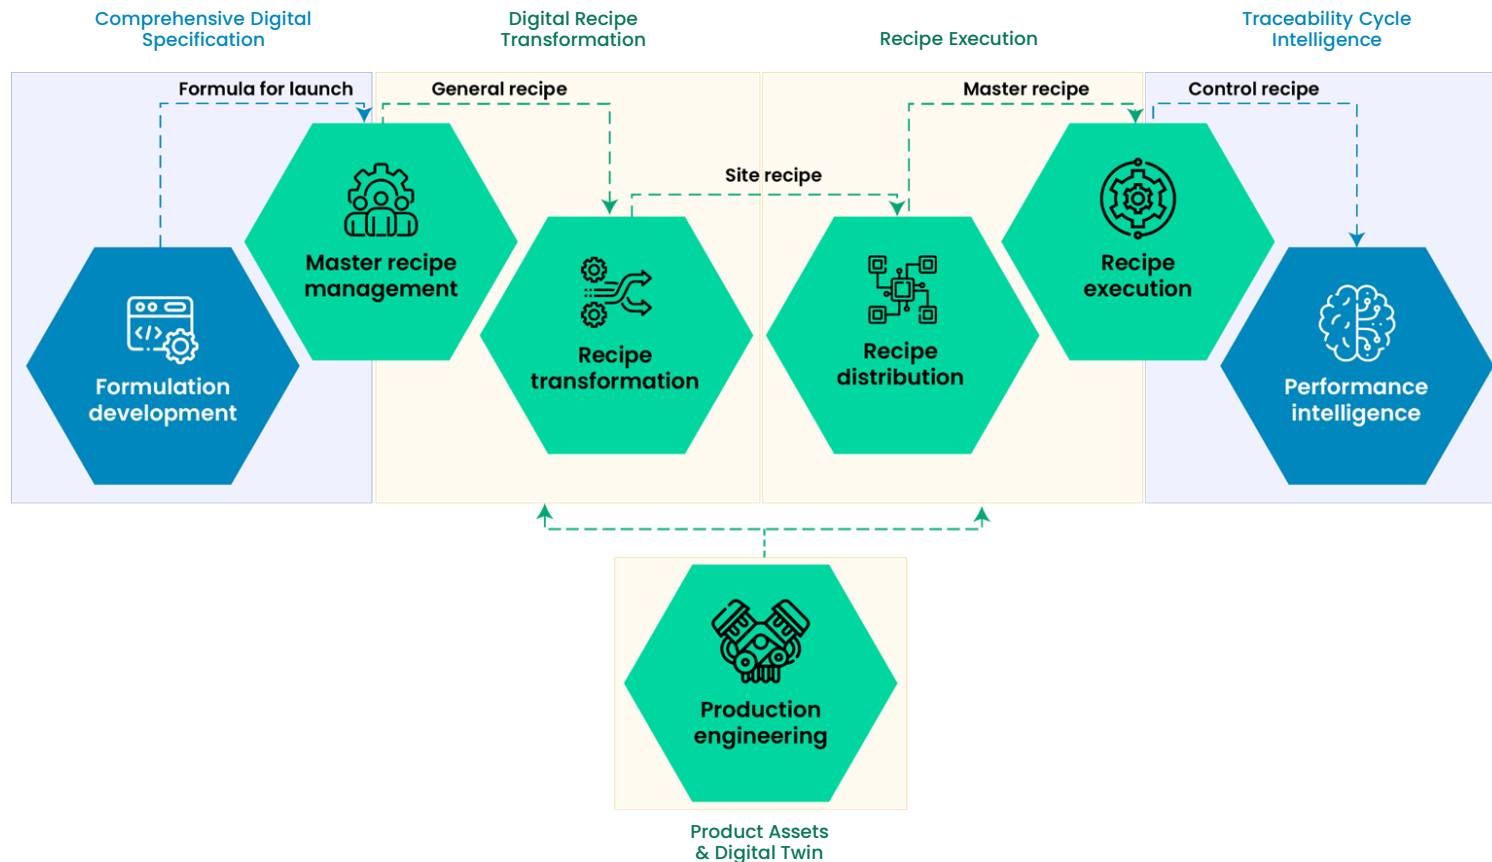 Comprehensive Digital
Specification
Digital Recipe
Transformation
Recipe Execution
Traceability Cycle
Intelligence
Formula for launch
General recipe
Master recipe
Control recipe
Site recipe
Master recipe
management
Recipe
execution
Recipe
transformation
Recipe
distribution
Formulation
development
Performance
intelligence
Production
engineering
Product Assets
& Digital Twin